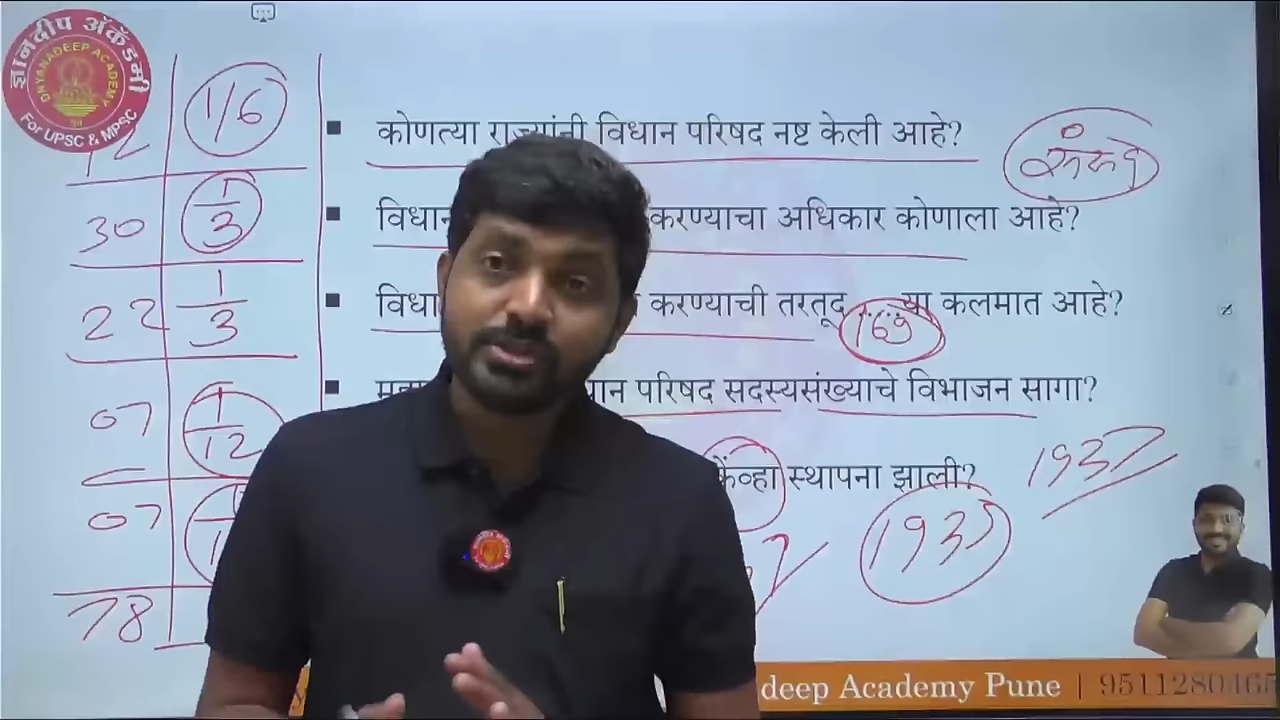 ज्ञानदीप अॅकॅडमी
DNYANADEEP ACADEMY
पुणे
For UPSC & MPSC
12 1/6
30 1/3
22 1/3
07 1/12
07
78
कोणत्या राज्यांनी विधान परिषद नष्ट केली आहे?
करण्याचा अधिकार कोणाला आहे?
करण्याची तरतूद ..... या कलमात आहे?
169
परिषद सदस्यसंख्याचे विभाजन सागा?
केंव्हा स्थापना झाली?
1937
1935
deep Academy Pune | 951128046